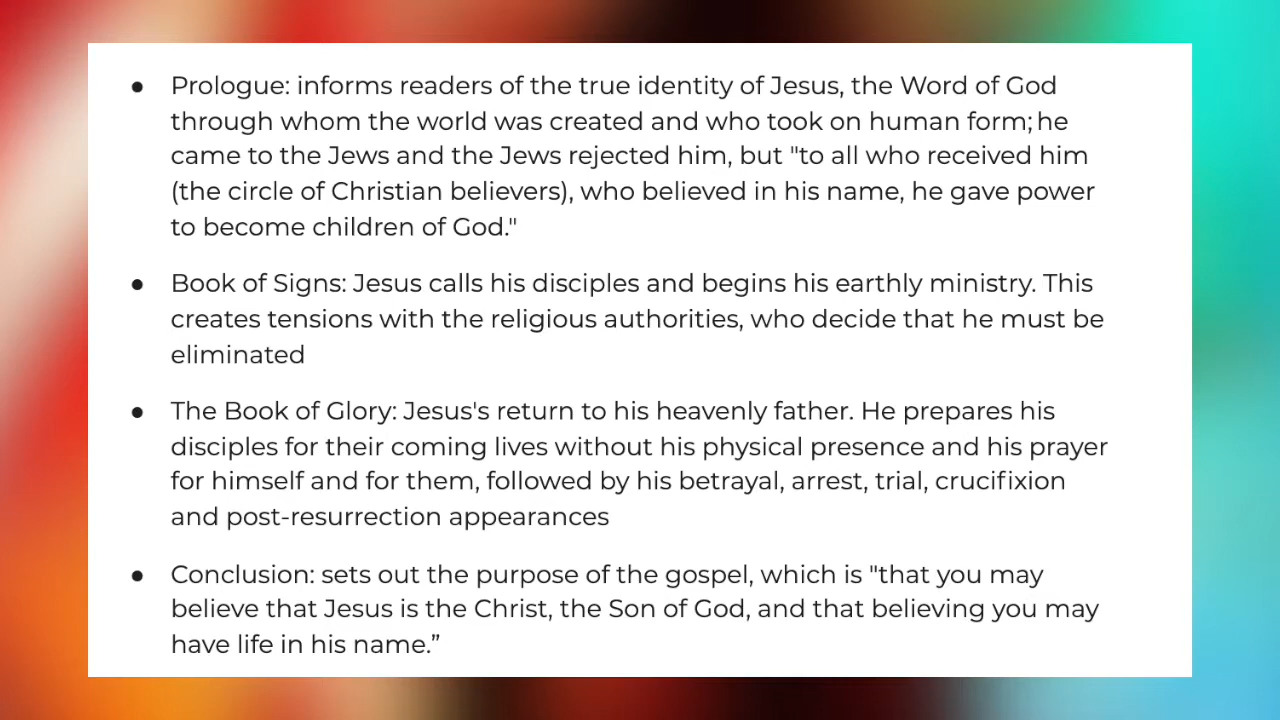 ● Prologue: informs readers of the true identity of Jesus, the Word of God
through whom the world was created and who took on human form; he
came to the Jews and the Jews rejected him, but "to all who received him
(the circle of Christian believers), who believed in his name, he gave power
to become children of God."
● Book of Signs: Jesus calls his disciples and begins his earthly ministry. This
creates tensions with the religious authorities, who decide that he must be
eliminated
● The Book of Glory: Jesus's return to his heavenly father. He prepares his
disciples for their coming lives without his physical presence and his prayer
for himself and for them, followed by his betrayal, arrest, trial, crucifixion
and post-resurrection appearances
● Conclusion: sets out the purpose of the gospel, which is "that you may
believe that Jesus is the Christ, the Son of God, and that believing you may
have life in his name.”